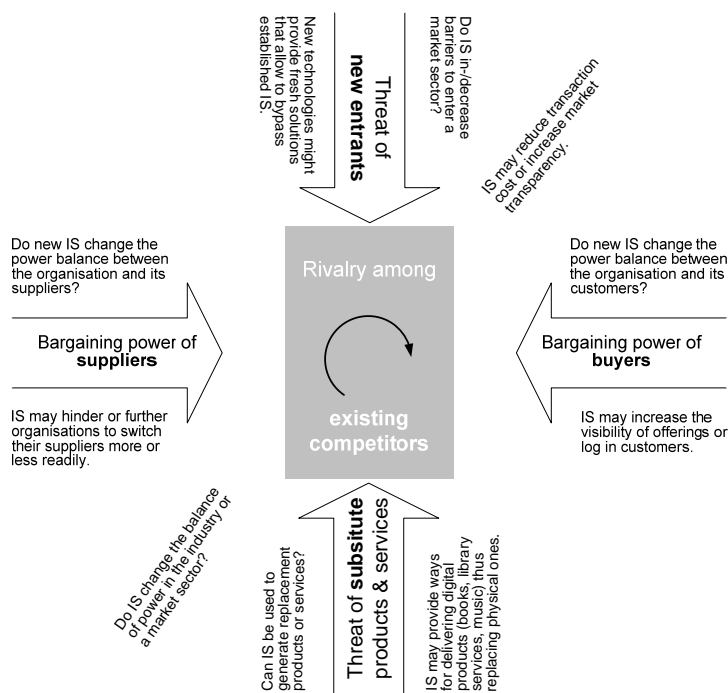 New technologies might
provide fresh solutions
that allow to bypass
established IS.
Threat of
new entrants
Do IS in-/decrease
barriers to enter a
market sector?
IS may reduce transaction
cost or increase market
transparency.
Do new IS change the
power balance between
the organisation and its
suppliers?
Bargaining power of
suppliers
IS may hinder or further
organisations to switch
their suppliers more or
less readily.
Rivalry among
existing
competitors
Do new IS change the
power balance between
the organisation and its
customers?
Bargaining power of
buyers
IS may increase the
visibility of offerings or
log in customers.
Do IS change the balance
of power in the industry or
a market sector?
Can IS be used to
generate replacement
products or services?
Threat of subsitute
products & services
IS may provide ways
for delivering digital
products (books, library
services, music) thus
replacing physical ones.